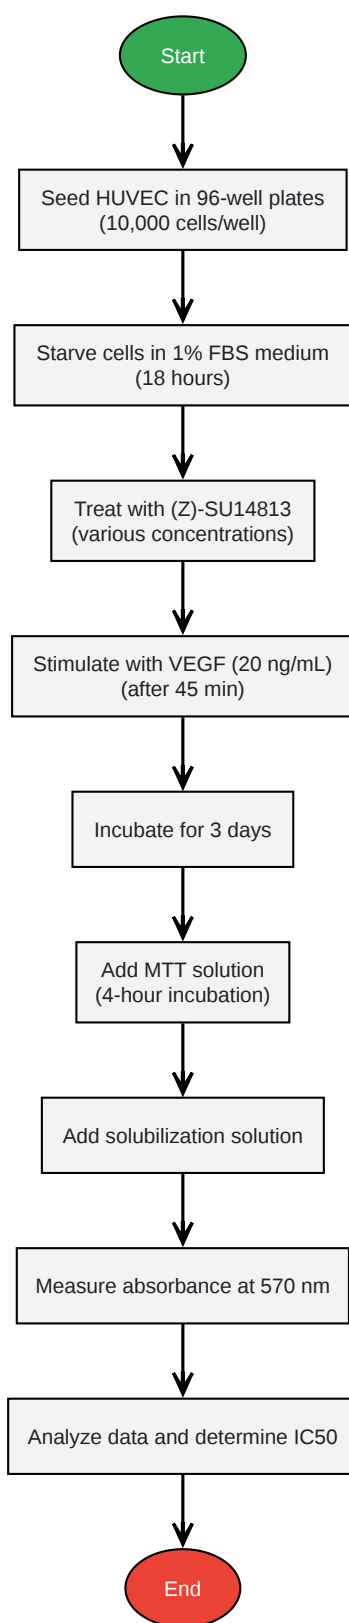 Start
Seed HUVEC in 96-well plates
(10,000 cells/well)
Starve cells in 1% FBS medium
(18 hours)
Treat with (Z)-SU14813
(various concentrations)
Stimulate with VEGF (20 ng/mL)
(after 45 min)
Incubate for 3 days
Add MTT solution
(4-hour incubation)
Add solubilization solution
Measure absorbance at 570 nm
Analyze data and determine IC50
End